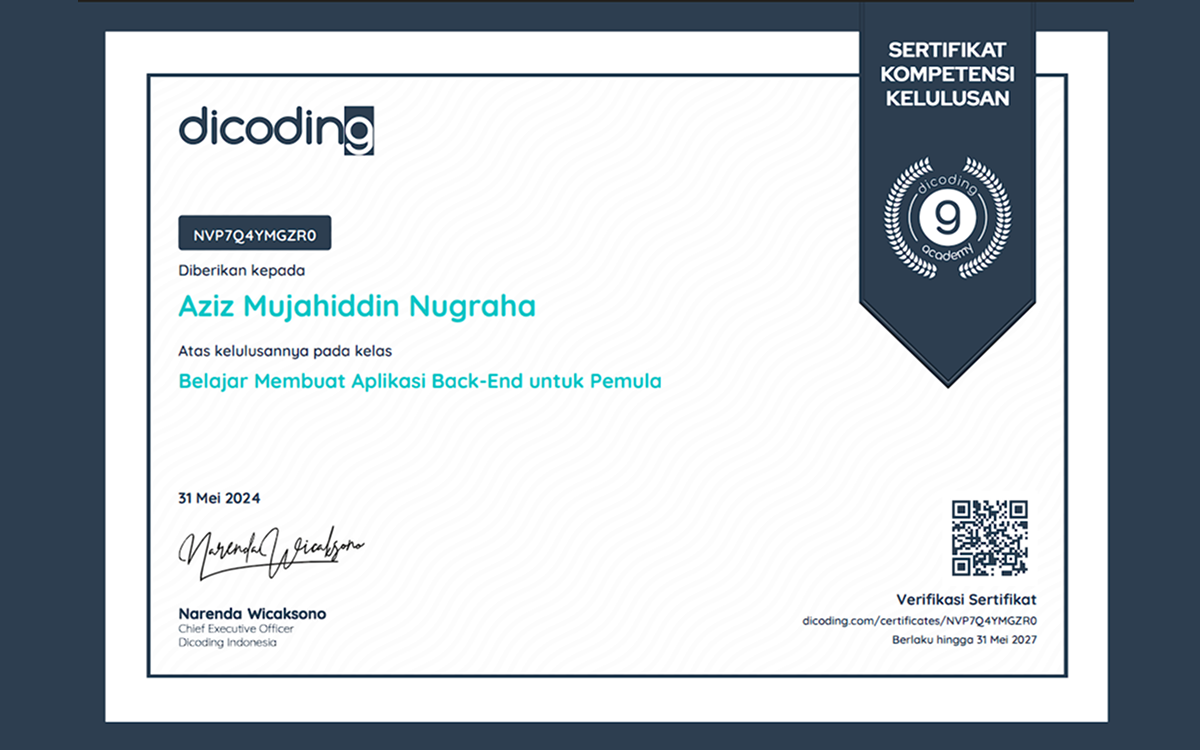 SERTIFIKAT
KOMPETENSI
KELULUSAN
dicoding
dicoding
9
academy
NVP7Q4YMGZR0
Diberikan kepada
Aziz Mujahiddin Nugraha
Atas kelulusannya pada kelas
Belajar Membuat Aplikasi Back-End untuk Pemula
31 Mei 2024
Narenda Wicaksono
Narenda Wicaksono
Chief Executive Officer
Dicoding Indonesia
Verifikasi Sertifikat
dicoding.com/certificates/NVP7Q4YMGZR0
Berlaku hingga 31 Mei 2027